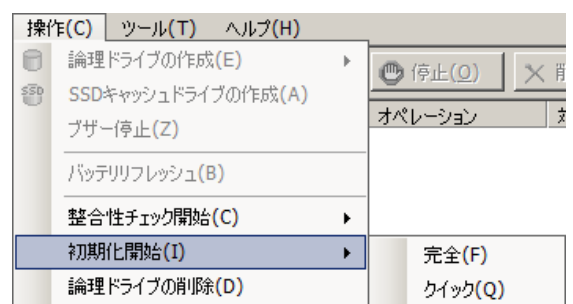 操作(C) ツール(T) ヘルプ(H)
論理ドライブの作成(E)
SSDキャッシュドライブの作成(A)
ブザー停止(Z)
バッテリリフレッシュ(B)
整合性チェック開始(C)
初期化開始(I)
論理ドライブの削除(D)
停止(O)
オペレーション
完全(F)
クイック(Q)